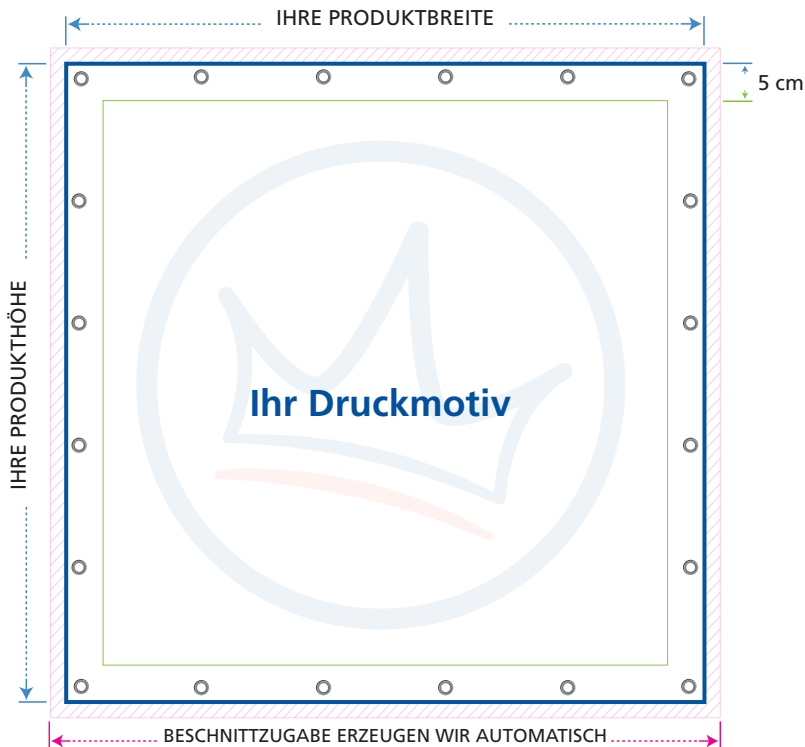 IHRE PRODUKTBREITE
5 cm
IHRE PRODUKTHÖHE
Ihr Druckmotiv
BESCHNITTZUGABE ERZEUGEN WIR AUTOMATISCH